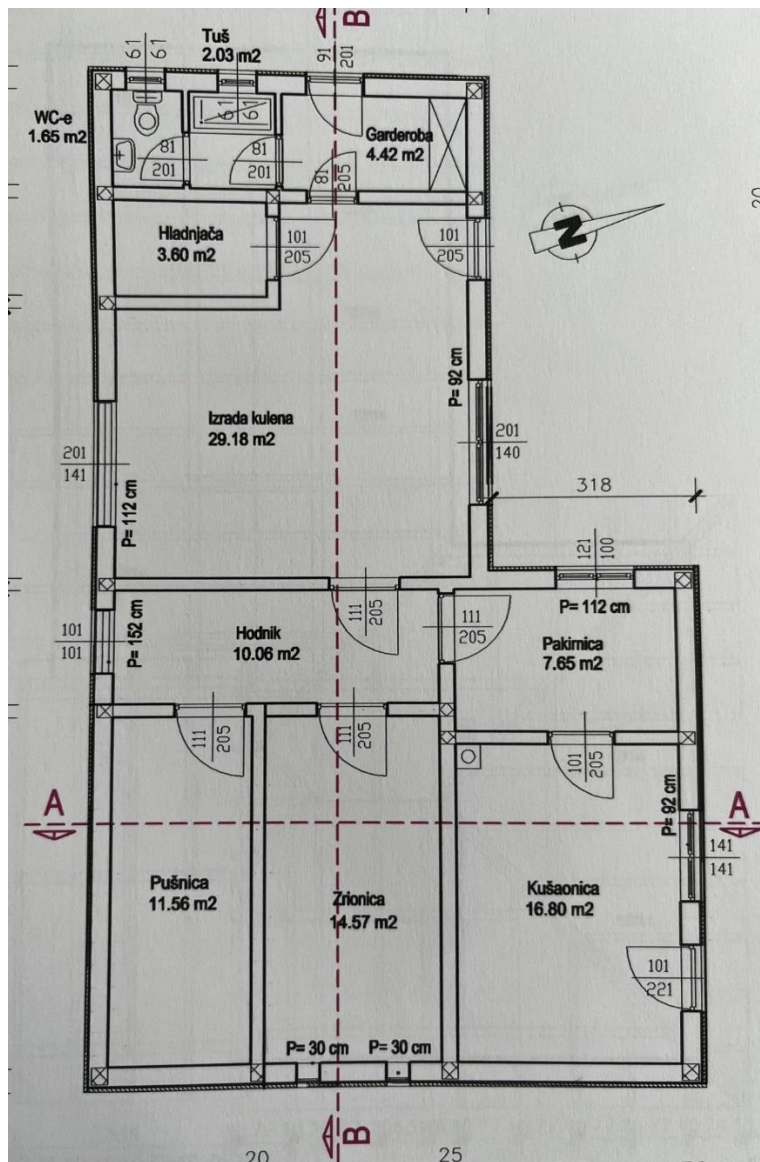 B
Tuš
2.03 m2
61
61
91
201
WC-e
1.65 m2
61
61
Garderoba
4.42 m2
81
201
81
201
81
205
Hladnjača
3.60 m2
101
205
101
205
N
20
P= 92 cm
Izrada kulena
29.18 m2
201
140
201
141
P= 112 cm
318
121
100
P= 112 cm
101
101
P= 152 cm
Hodnik
10.06 m2
111
205
111
205
Pakirnica
7.65 m2
111
205
111
205
101
205
A
P= 92 cm
A
141
141
Pušnica
11.56 m2
Zrionica
14.57 m2
Kušaonica
16.80 m2
101
221
P= 30 cm
P= 30 cm
B
20
25